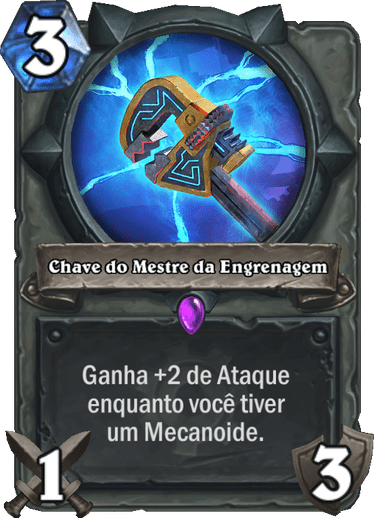 3
Chave do Mestre da Engrenagem
Ganha +2 de Ataque
enquanto você tiver
um Mecanoide.
1
3